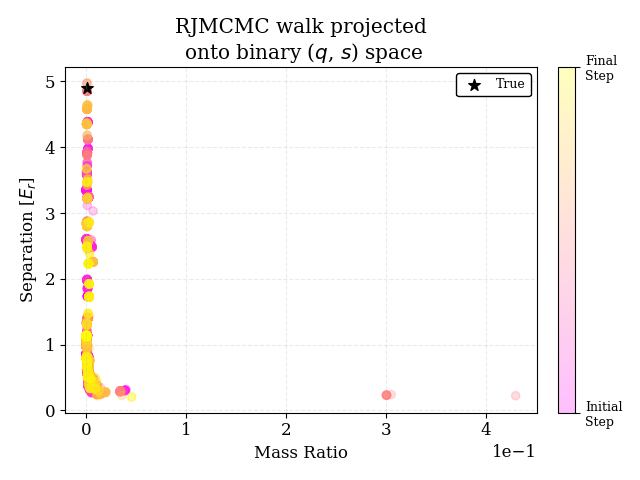 RJMCMC walk projected
onto binary (q, s) space
True
Final
Step
Initial
Step
Separation [E_r]
5
4
3
2
1
0
0
1
2
3
4
1e−1
Mass Ratio